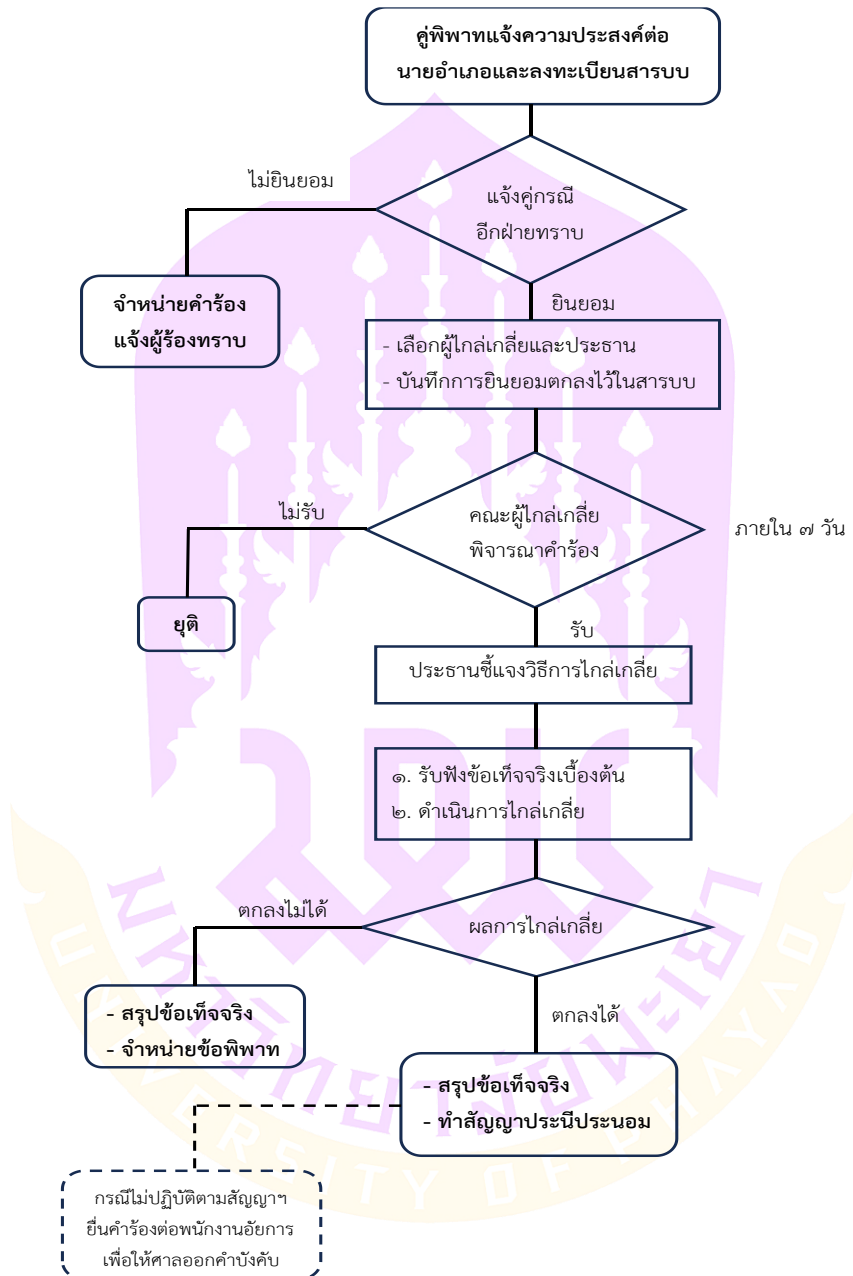 คู่พิพาทแจ้งความประสงค์ต่อ
นายอำเภอและลงทะเบียนสารบบ
ไม่ยินยอม
แจ้งคู่กรณี
อีกฝ่ายทราบ
จำหน่ายคำร้อง
แจ้งผู้ร้องทราบ
ยินยอม
- เลือกผู้ไกล่เกลี่ยและประธาน
- บันทึกการยินยอมตกลงไว้ในสารบบ
ไม่รับ
คณะผู้ไกล่เกลี่ย
พิจารณาคำร้อง
ภายใน ๗ วัน
ยุติ
รับ
ประธานชี้แจงวิธีการไกล่เกลี่ย
๑. รับฟังข้อเท็จจริงเบื้องต้น
๒. ดำเนินการไกล่เกลี่ย
ตกลงไม่ได้
ผลการไกล่เกลี่ย
- สรุปข้อเท็จจริง
- จำหน่ายข้อพิพาท
ตกลงได้
- สรุปข้อเท็จจริง
- ทำสัญญาประนีประนอม
กรณีไม่ปฏิบัติตามสัญญาฯ
ยื่นคำร้องต่อพนักงานอัยการ
เพื่อให้ศาลออกคำบังคับ
มหาวิทยาลัยพะเยา
UNIVERSITY OF PHAYAO